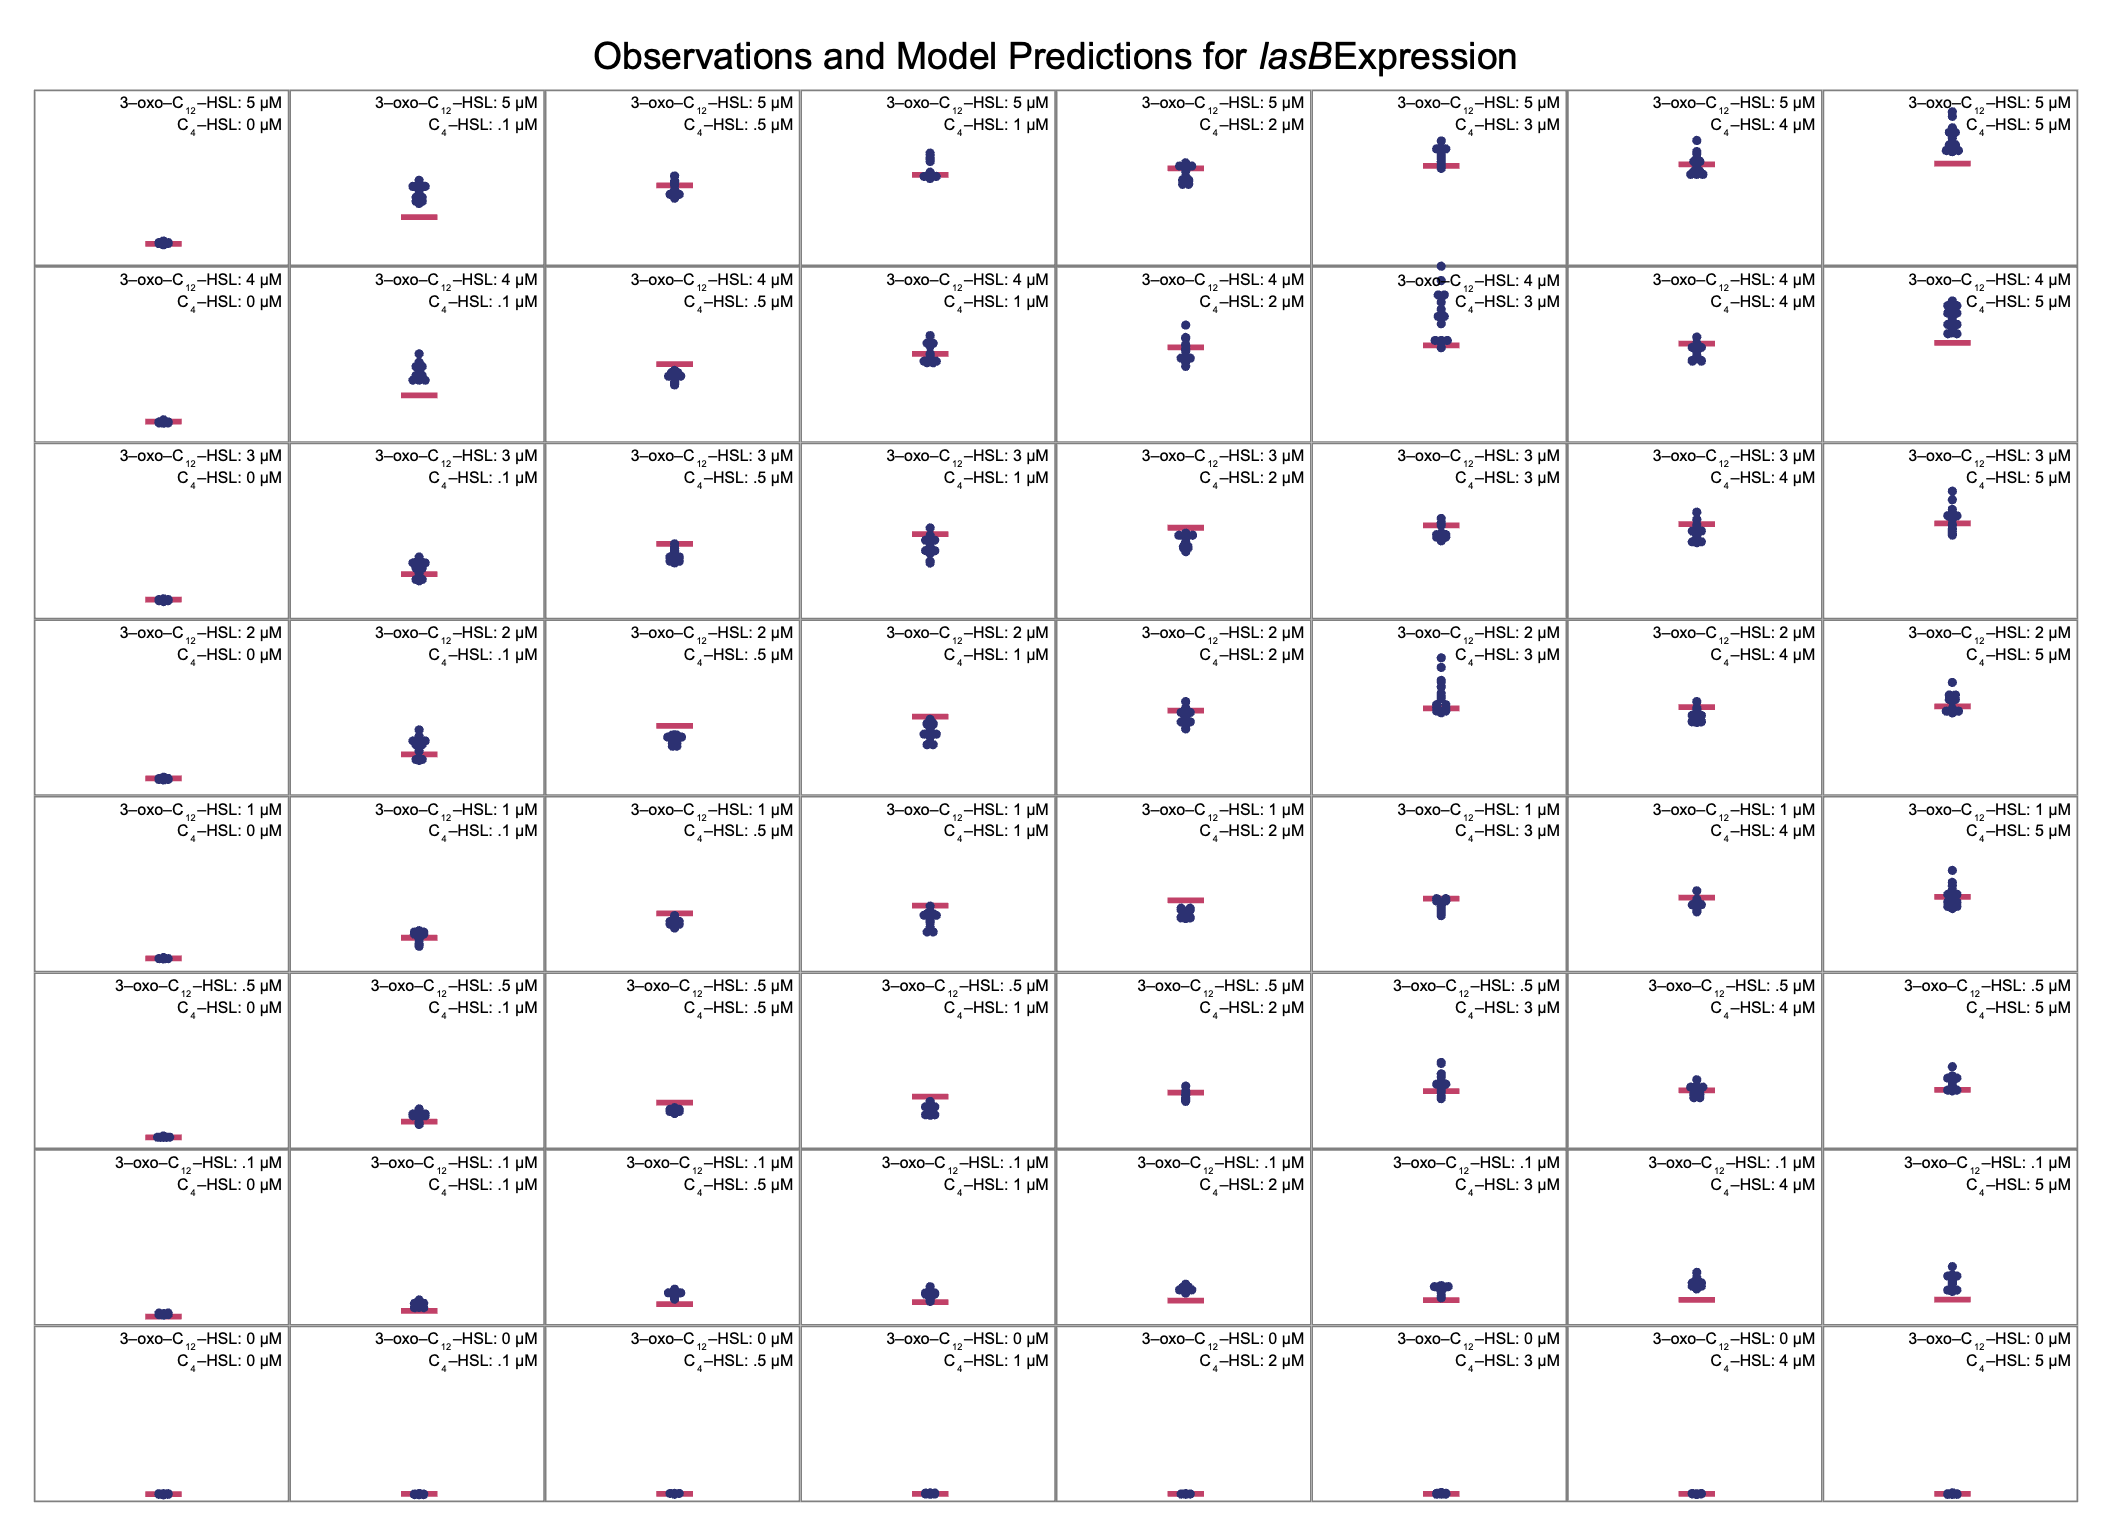 Observations and Model Predictions for lasBExpression
3–oxo–C12–HSL: 5 µM
C4–HSL: 0 µM
3–oxo–C12–HSL: 5 µM
C4–HSL: .1 µM
3–oxo–C12–HSL: 5 µM
C4–HSL: .5 µM
3–oxo–C12–HSL: 5 µM
C4–HSL: 1 µM
3–oxo–C12–HSL: 5 µM
C4–HSL: 2 µM
3–oxo–C12–HSL: 5 µM
C4–HSL: 3 µM
3–oxo–C12–HSL: 5 µM
C4–HSL: 4 µM
3–oxo–C12–HSL: 5 µM
C4–HSL: 5 µM
3–oxo–C12–HSL: 4 µM
C4–HSL: 0 µM
3–oxo–C12–HSL: 4 µM
C4–HSL: .1 µM
3–oxo–C12–HSL: 4 µM
C4–HSL: .5 µM
3–oxo–C12–HSL: 4 µM
C4–HSL: 1 µM
3–oxo–C12–HSL: 4 µM
C4–HSL: 2 µM
3–oxo–C12–HSL: 4 µM
C4–HSL: 3 µM
3–oxo–C12–HSL: 4 µM
C4–HSL: 4 µM
3–oxo–C12–HSL: 4 µM
C4–HSL: 5 µM
3–oxo–C12–HSL: 3 µM
C4–HSL: 0 µM
3–oxo–C12–HSL: 3 µM
C4–HSL: .1 µM
3–oxo–C12–HSL: 3 µM
C4–HSL: .5 µM
3–oxo–C12–HSL: 3 µM
C4–HSL: 1 µM
3–oxo–C12–HSL: 3 µM
C4–HSL: 2 µM
3–oxo–C12–HSL: 3 µM
C4–HSL: 3 µM
3–oxo–C12–HSL: 3 µM
C4–HSL: 4 µM
3–oxo–C12–HSL: 3 µM
C4–HSL: 5 µM
3–oxo–C12–HSL: 2 µM
C4–HSL: 0 µM
3–oxo–C12–HSL: 2 µM
C4–HSL: .1 µM
3–oxo–C12–HSL: 2 µM
C4–HSL: .5 µM
3–oxo–C12–HSL: 2 µM
C4–HSL: 1 µM
3–oxo–C12–HSL: 2 µM
C4–HSL: 2 µM
3–oxo–C12–HSL: 2 µM
C4–HSL: 3 µM
3–oxo–C12–HSL: 2 µM
C4–HSL: 4 µM
3–oxo–C12–HSL: 2 µM
C4–HSL: 5 µM
3–oxo–C12–HSL: 1 µM
C4–HSL: 0 µM
3–oxo–C12–HSL: 1 µM
C4–HSL: .1 µM
3–oxo–C12–HSL: 1 µM
C4–HSL: .5 µM
3–oxo–C12–HSL: 1 µM
C4–HSL: 1 µM
3–oxo–C12–HSL: 1 µM
C4–HSL: 2 µM
3–oxo–C12–HSL: 1 µM
C4–HSL: 3 µM
3–oxo–C12–HSL: 1 µM
C4–HSL: 4 µM
3–oxo–C12–HSL: 1 µM
C4–HSL: 5 µM
3–oxo–C12–HSL: .5 µM
C4–HSL: 0 µM
3–oxo–C12–HSL: .5 µM
C4–HSL: .1 µM
3–oxo–C12–HSL: .5 µM
C4–HSL: .5 µM
3–oxo–C12–HSL: .5 µM
C4–HSL: 1 µM
3–oxo–C12–HSL: .5 µM
C4–HSL: 2 µM
3–oxo–C12–HSL: .5 µM
C4–HSL: 3 µM
3–oxo–C12–HSL: .5 µM
C4–HSL: 4 µM
3–oxo–C12–HSL: .5 µM
C4–HSL: 5 µM
3–oxo–C12–HSL: .1 µM
C4–HSL: 0 µM
3–oxo–C12–HSL: .1 µM
C4–HSL: .1 µM
3–oxo–C12–HSL: .1 µM
C4–HSL: .5 µM
3–oxo–C12–HSL: .1 µM
C4–HSL: 1 µM
3–oxo–C12–HSL: .1 µM
C4–HSL: 2 µM
3–oxo–C12–HSL: .1 µM
C4–HSL: 3 µM
3–oxo–C12–HSL: .1 µM
C4–HSL: 4 µM
3–oxo–C12–HSL: .1 µM
C4–HSL: 5 µM
3–oxo–C12–HSL: 0 µM
C4–HSL: 0 µM
3–oxo–C12–HSL: 0 µM
C4–HSL: .1 µM
3–oxo–C12–HSL: 0 µM
C4–HSL: .5 µM
3–oxo–C12–HSL: 0 µM
C4–HSL: 1 µM
3–oxo–C12–HSL: 0 µM
C4–HSL: 2 µM
3–oxo–C12–HSL: 0 µM
C4–HSL: 3 µM
3–oxo–C12–HSL: 0 µM
C4–HSL: 4 µM
3–oxo–C12–HSL: 0 µM
C4–HSL: 5 µM